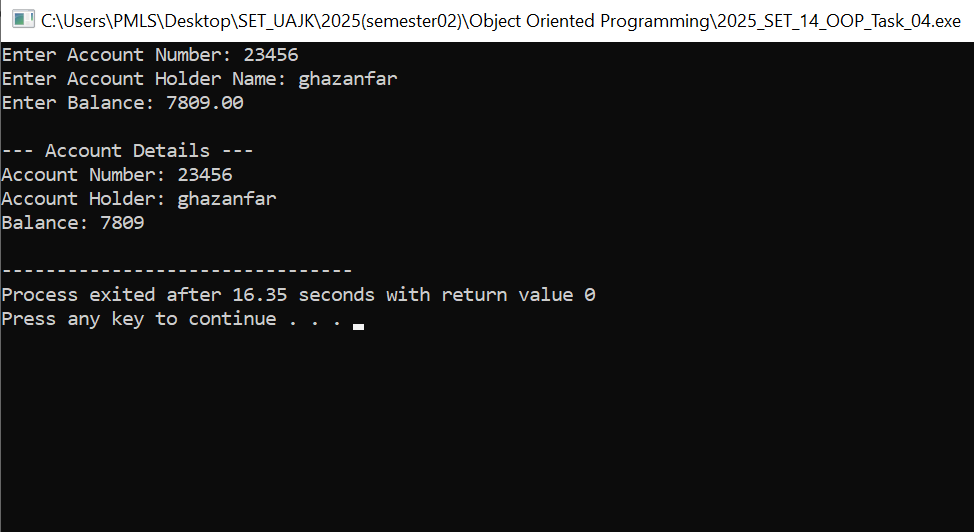 C:\Users\PMLS\Desktop\SET_UAJK\2025(semester02)\Object Oriented Programming\2025_SET_14_OOP_Task_04.exe
Enter Account Number: 23456
Enter Account Holder Name: ghazanfar
Enter Balance: 7809.00
--- Account Details ---
Account Number: 23456
Account Holder: ghazanfar
Balance: 7809
--------------------------------
Process exited after 16.35 seconds with return value 0
Press any key to continue . . .